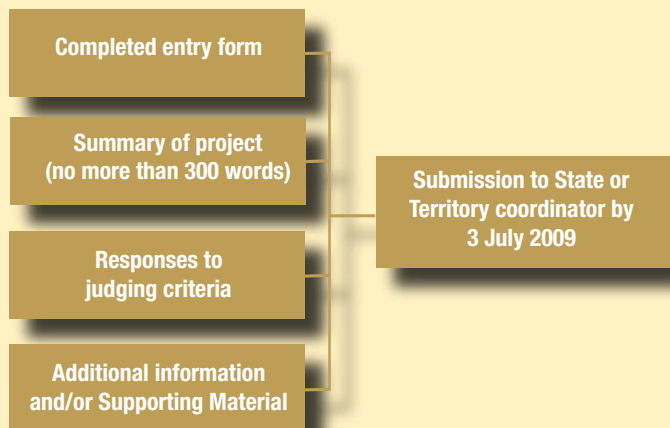 Completed entry form
Summary of project
(no more than 300 words)
Responses to
judging criteria
Additional information
and/or Supporting Material
Submission to State or
Territory coordinator by
3 July 2009